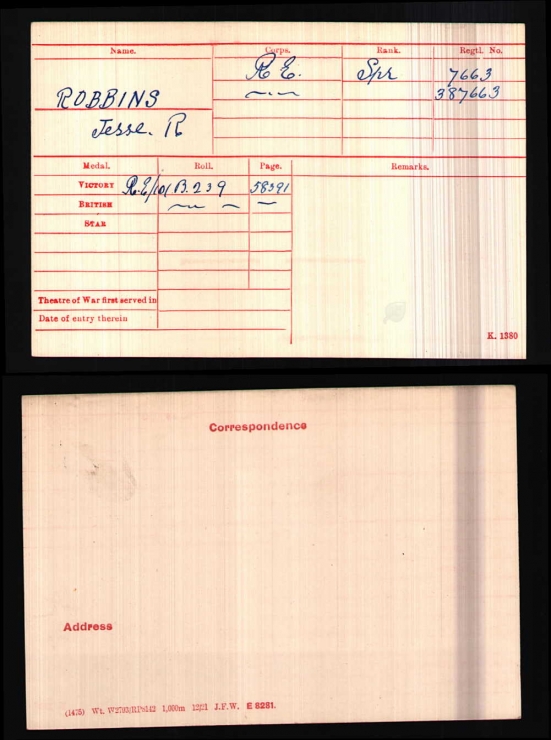 Name. Corps. Rank. Regtl. No.
R E. Spr 7663
ROBBINS 387663
Jesse. R
Medal. Roll. Page. Remarks.
VICTORY R.E/101 B.239 58391
BRITISH
STAR
Theatre of War first served in
Date of entry therein
K. 1380
Correspondence
Address
(1475) Wt. 1,000m 12/21 J.F.W. E 8281.